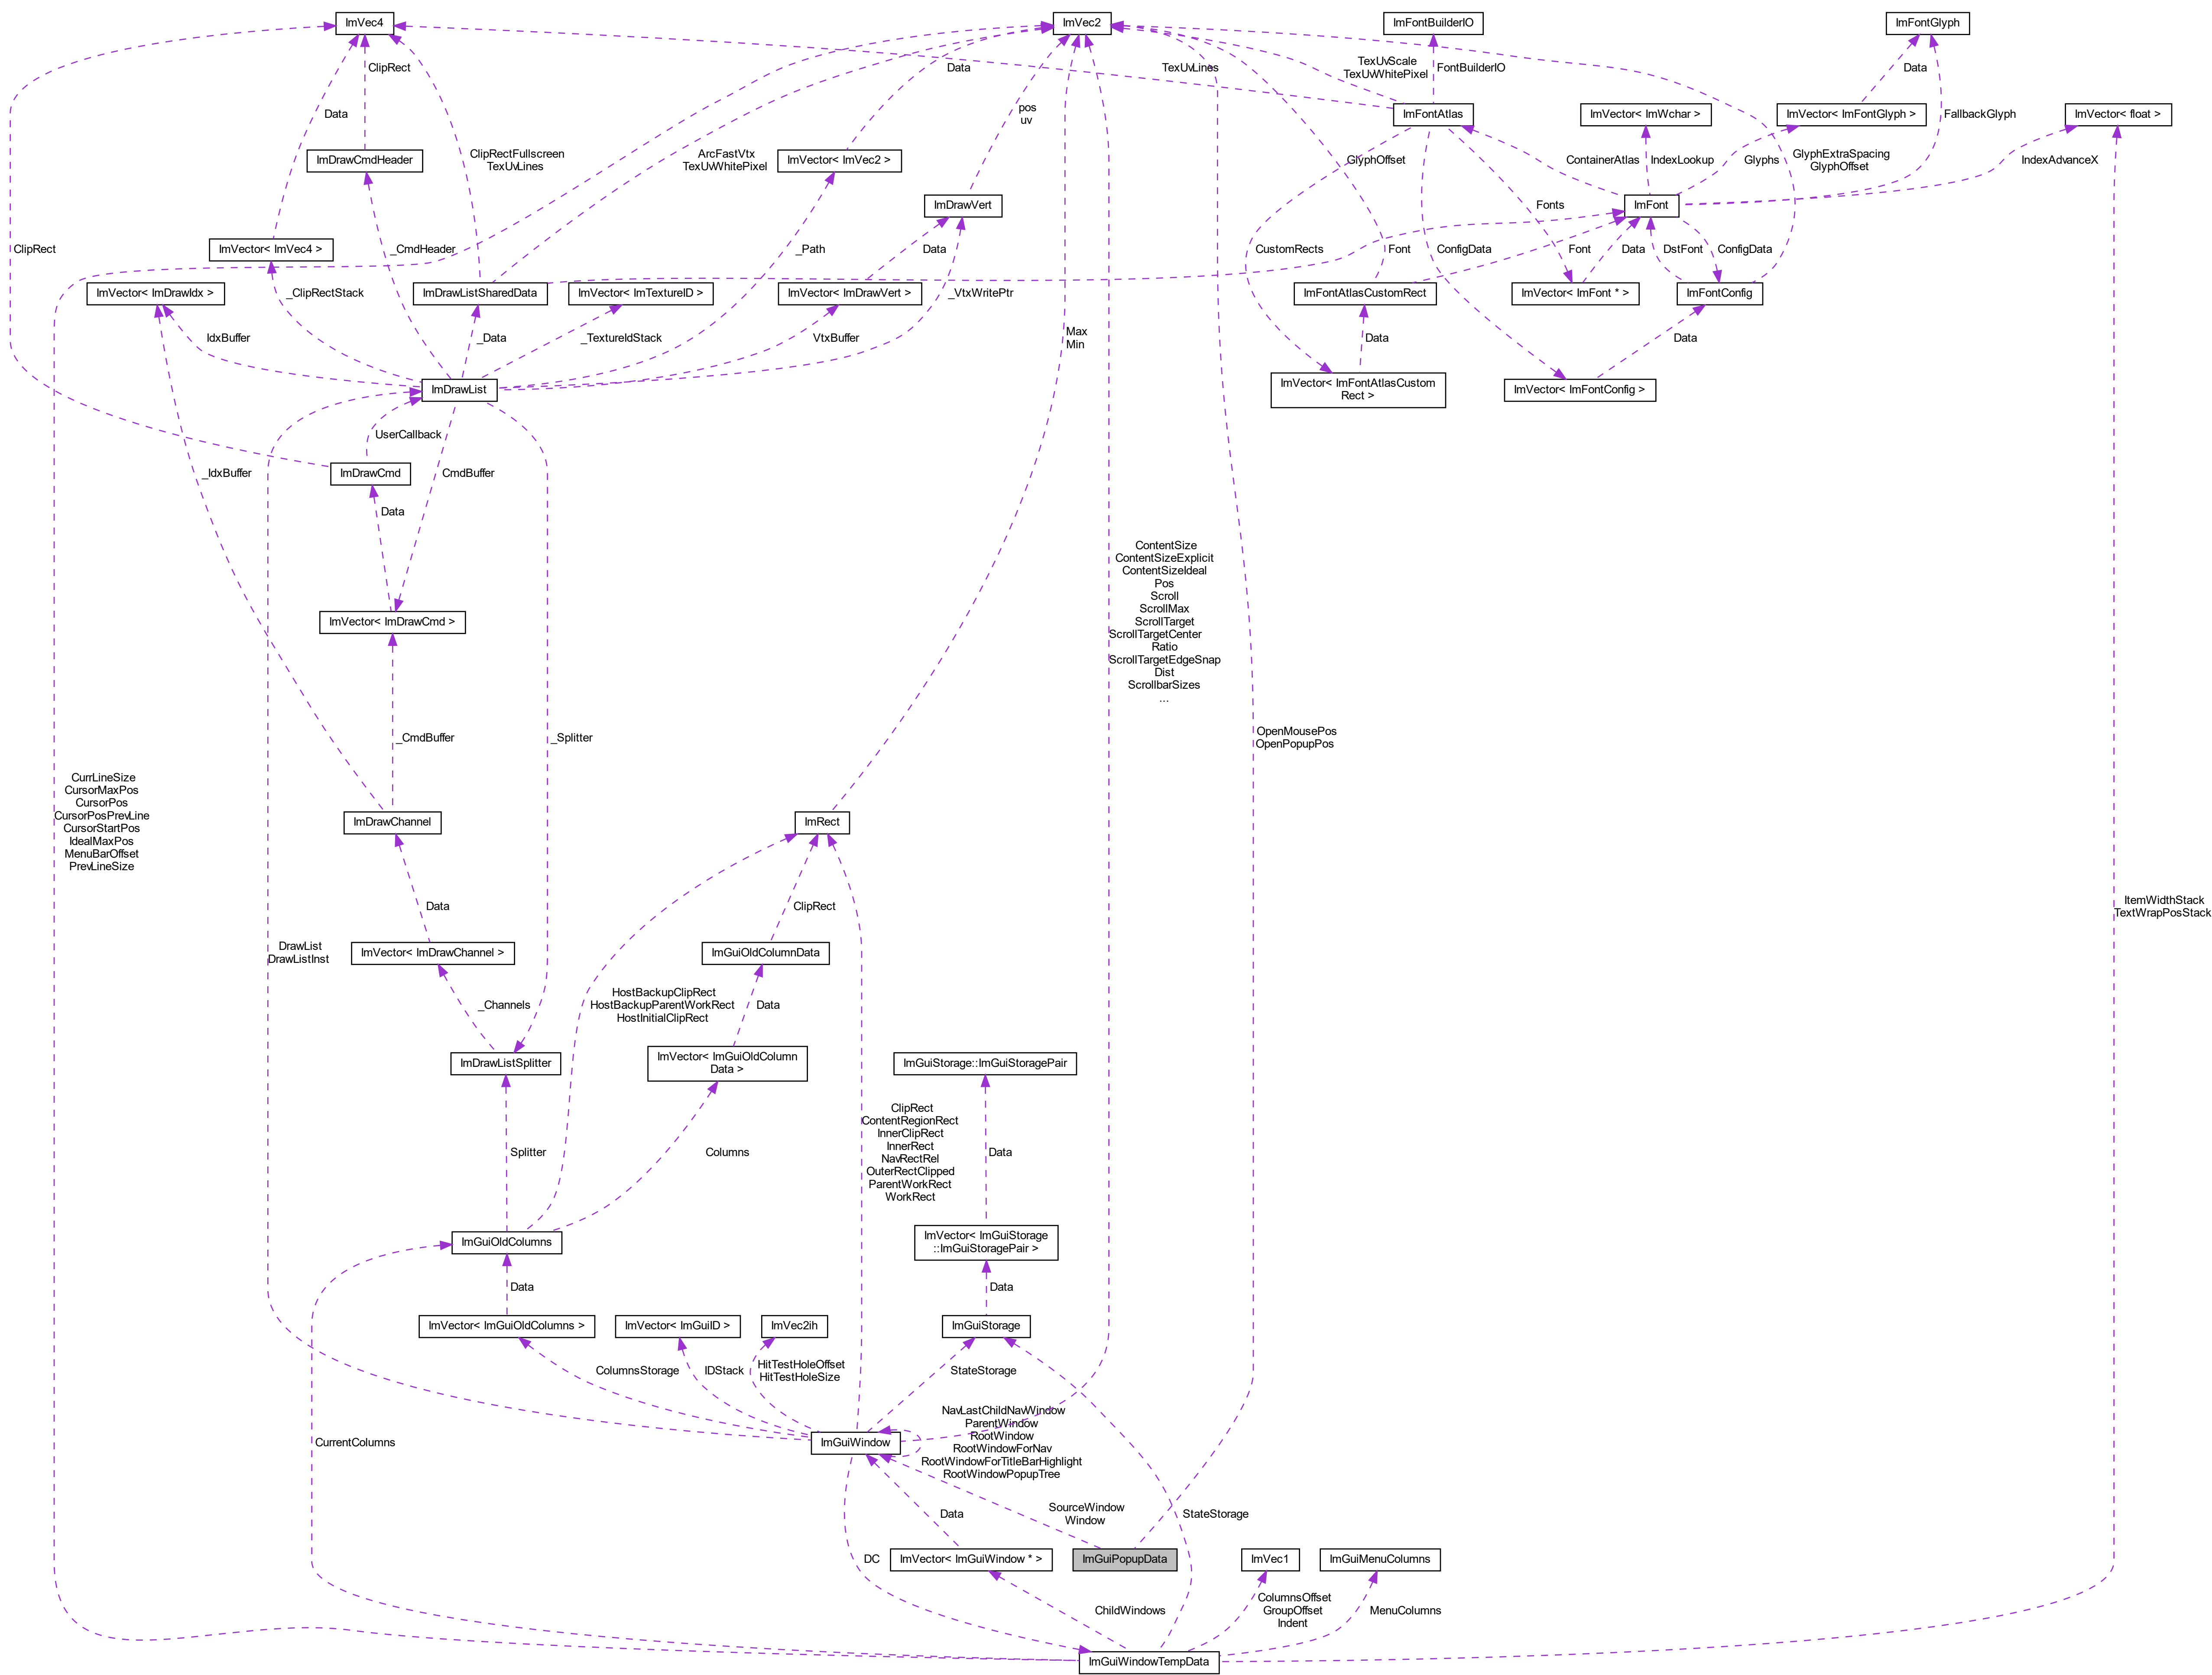 ImVec4
ImVec2
ImFontBuilderIO
ImFontGlyph
ClipRect
TexUvLines
TexUvScale
TexUvWhitePixel
FontBuilderIO
Data
Data
Data
pos
uv
ImFontAtlas
ImVector< ImWchar >
ImVector< ImFontGlyph >
FallbackGlyph
ImVector< float >
ImDrawCmdHeader
ClipRectFullscreen
TexUvLines
ArcFastVtx
TexUvWhitePixel
ImVector< ImVec2 >
GlyphOffset
ContainerAtlas
IndexLookup
Glyphs
GlyphExtraSpacing
GlyphOffset
IndexAdvanceX
ImDrawVert
Fonts
ImFont
ClipRect
ImVector< ImVec4 >
_CmdHeader
_Path
Data
CustomRects
Font
ConfigData
Font
Data
DstFont
ConfigData
ImVector< ImDrawIdx >
_ClipRectStack
ImDrawListSharedData
ImVector< ImTextureID >
ImVector< ImDrawVert >
_VtxWritePtr
ImFontAtlasCustomRect
ImVector< ImFont * >
ImFontConfig
IdxBuffer
_Data
_TextureIdStack
VtxBuffer
Max
Min
Data
Data
ImDrawList
ImVector< ImFontAtlasCustom
Rect >
ImVector< ImFontConfig >
UserCallback
_IdxBuffer
ImDrawCmd
CmdBuffer
Data
ContentSize
ContentSizeExplicit
ContentSizeIdeal
Pos
Scroll
ScrollMax
ScrollTarget
ScrollTargetCenter
Ratio
ScrollTargetEdgeSnap
Dist
ScrollbarSizes
...
ImVector< ImDrawCmd >
_CmdBuffer
_Splitter
OpenMousePos
OpenPopupPos
CurrLineSize
CursorMaxPos
CursorPos
CursorPosPrevLine
CursorStartPos
IdealMaxPos
MenuBarOffset
PrevLineSize
ImDrawChannel
ImRect
Data
ClipRect
ItemWidthStack
TextWrapPosStack
DrawList
DrawListInst
ImVector< ImDrawChannel >
ImGuiOldColumnData
_Channels
HostBackupClipRect
HostBackupParentWorkRect
HostInitialClipRect
Data
ImDrawListSplitter
ImVector< ImGuiOldColumn
Data >
ImGuiStorage::ImGuiStoragePair
Splitter
Columns
ClipRect
ContentRegionRect
InnerClipRect
InnerRect
NavRectRel
OuterRectClipped
ParentWorkRect
WorkRect
Data
ImGuiOldColumns
ImVector< ImGuiStorage
::ImGuiStoragePair >
Data
Data
ImVector< ImGuiOldColumns >
ImVector< ImGuiID >
ImVec2ih
ImGuiStorage
ColumnsStorage
IDStack
HitTestHoleOffset
HitTestHoleSize
StateStorage
CurrentColumns
ImGuiWindow
NavLastChildNavWindow
ParentWindow
RootWindow
RootWindowForNav
RootWindowForTitleBarHighlight
RootWindowPopupTree
Data
SourceWindow
Window
StateStorage
DC
ImVector< ImGuiWindow * >
ImGuiPopupData
ImVec1
ImGuiMenuColumns
ChildWindows
ColumnsOffset
GroupOffset
Indent
MenuColumns
ImGuiWindowTempData